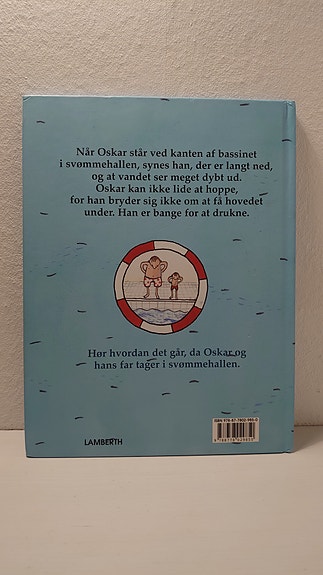 Når Oskar står ved kanten af bassinet
i svømmehallen, synes han, der er langt ned,
og at vandet ser meget dybt ud.
Oskar kan ikke lide at hoppe,
for han bryder sig ikke om at få hovedet
under. Han er bange for at drukne.
Hør hvordan det går, da Oskar og
hans far tager i svømmehallen.
LAMBERTH